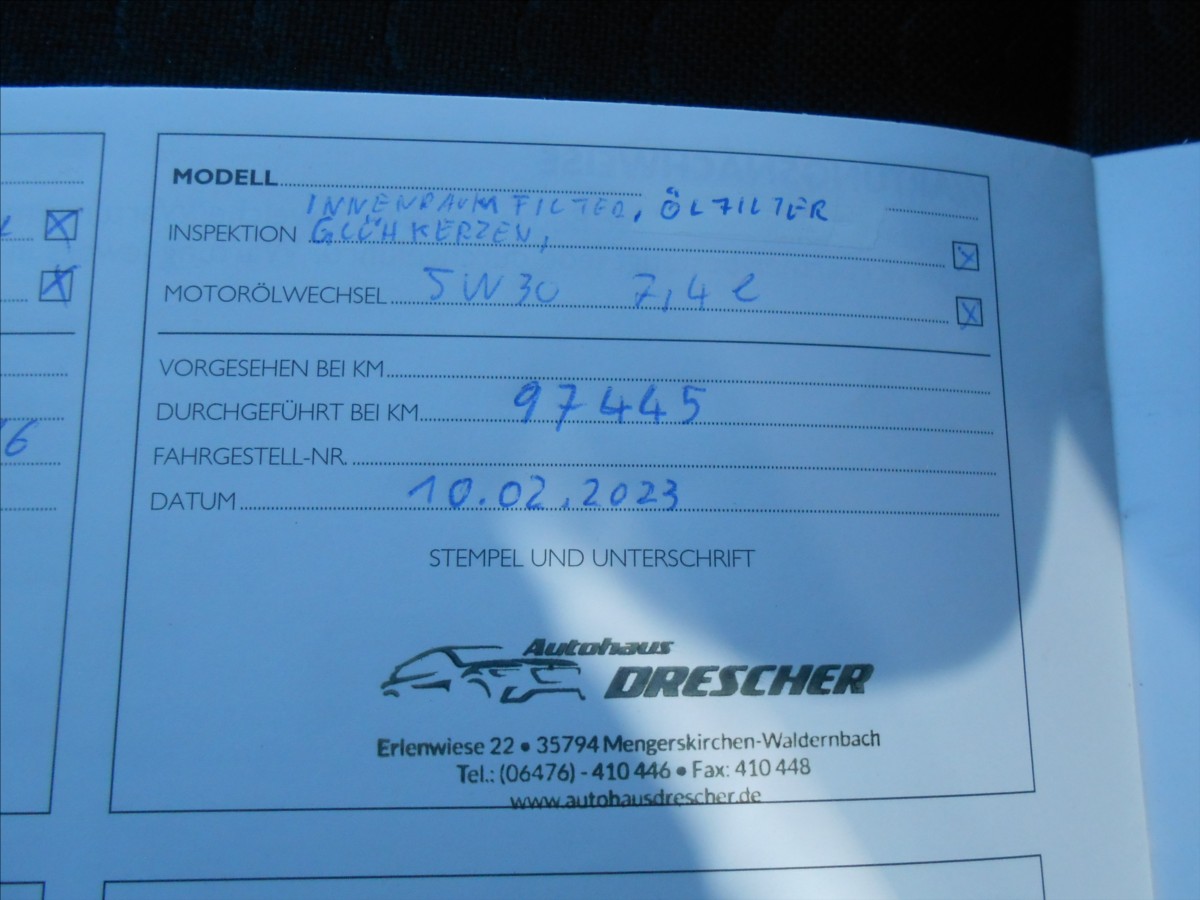 MODELL
INNENRAUMFILTER, ÖLFILTER
INSPEKTION GLÜHKERZEN,
MOTORÖLWECHSEL 5W30 7,4 l
VORGESEHEN BEI KM
DURCHGEFÜHRT BEI KM 97445
FAHRGESTELL-NR.
DATUM 10.02.2023
STEMPEL UND UNTERSCHRIFT
Autohaus
DRESCHER
Erlenwiese 22 • 35794 Mengerskirchen-Waldernbach
Tel.: (06476) - 410 446 • Fax: 410 448
www.autohausdrescher.de